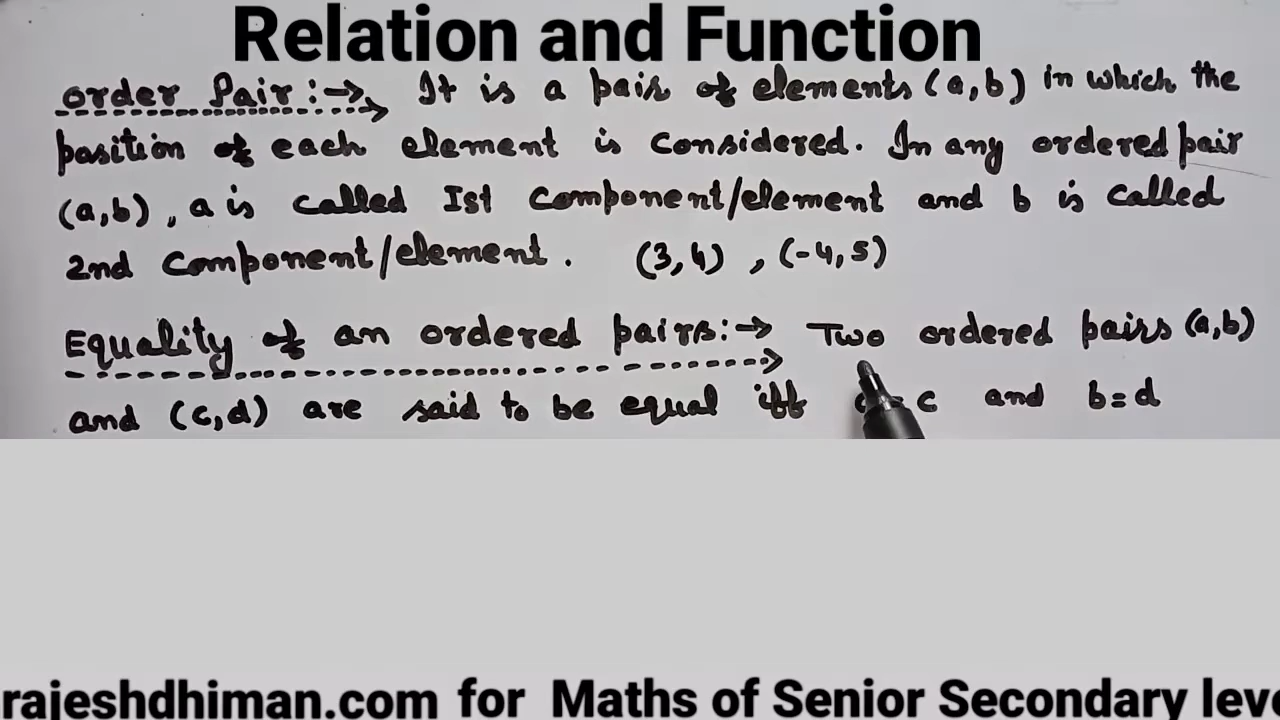 Relation and Function
order Pair:-> It is a pair of elements (a,b) in which the
position of each element is considered. In any ordered pair
(a,b), a is called Ist component/element and b is called
2nd component/element. (3,4) , (-4,5)
Equality of an ordered pairs:-> Two ordered pairs (a,b)
and (c,d) are said to be equal iff c and b=d
rajeshdhiman.com for Maths of Senior Secondary leve